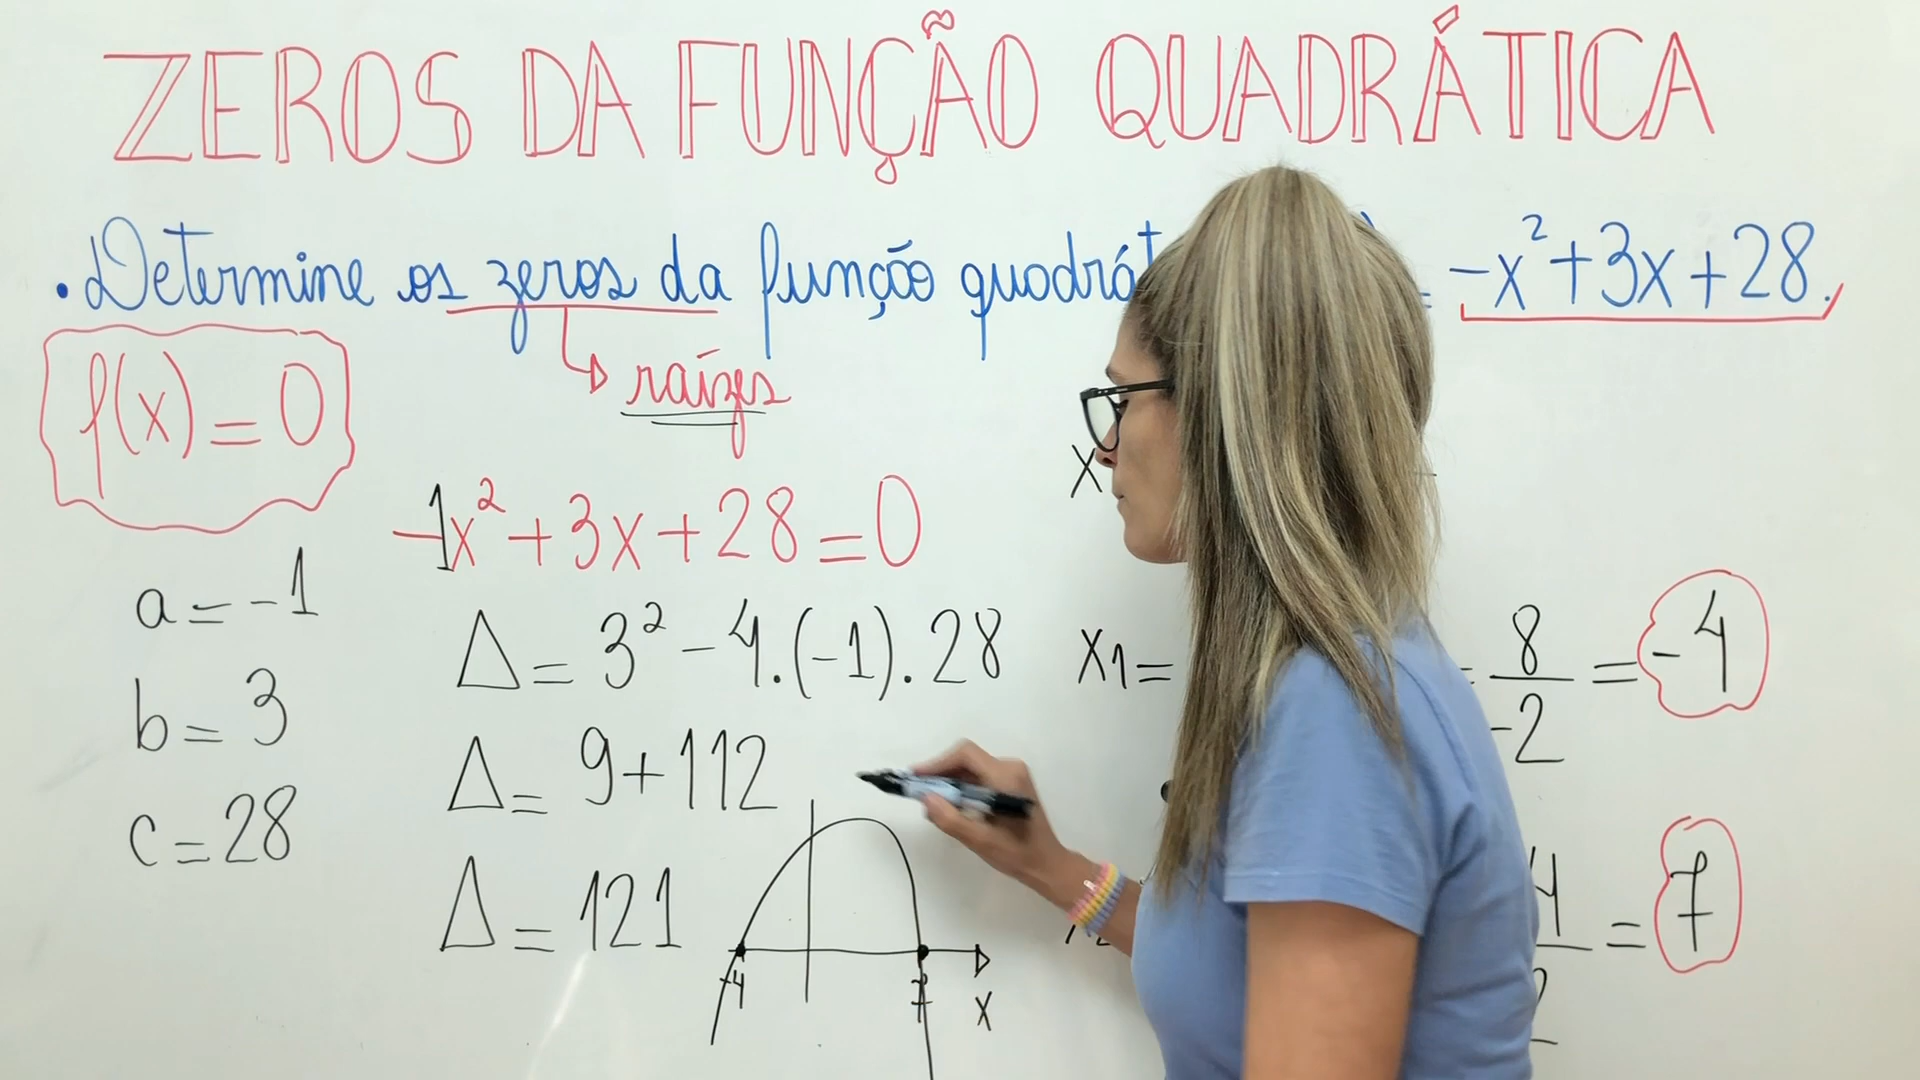 ZEROS DA FUNÇÃO QUADRÁTICA
. Determine os zeros da função quadrát = -x²+3x+28.
raízes
f(x) = 0
-1x²+3x+28=0
a = -1
b = 3
c = 28
Δ = 3² - 4.(-1).28
Δ = 9+112
Δ = 121
-4
7
x
x
x1 = = 8/-2 = -4
= 7